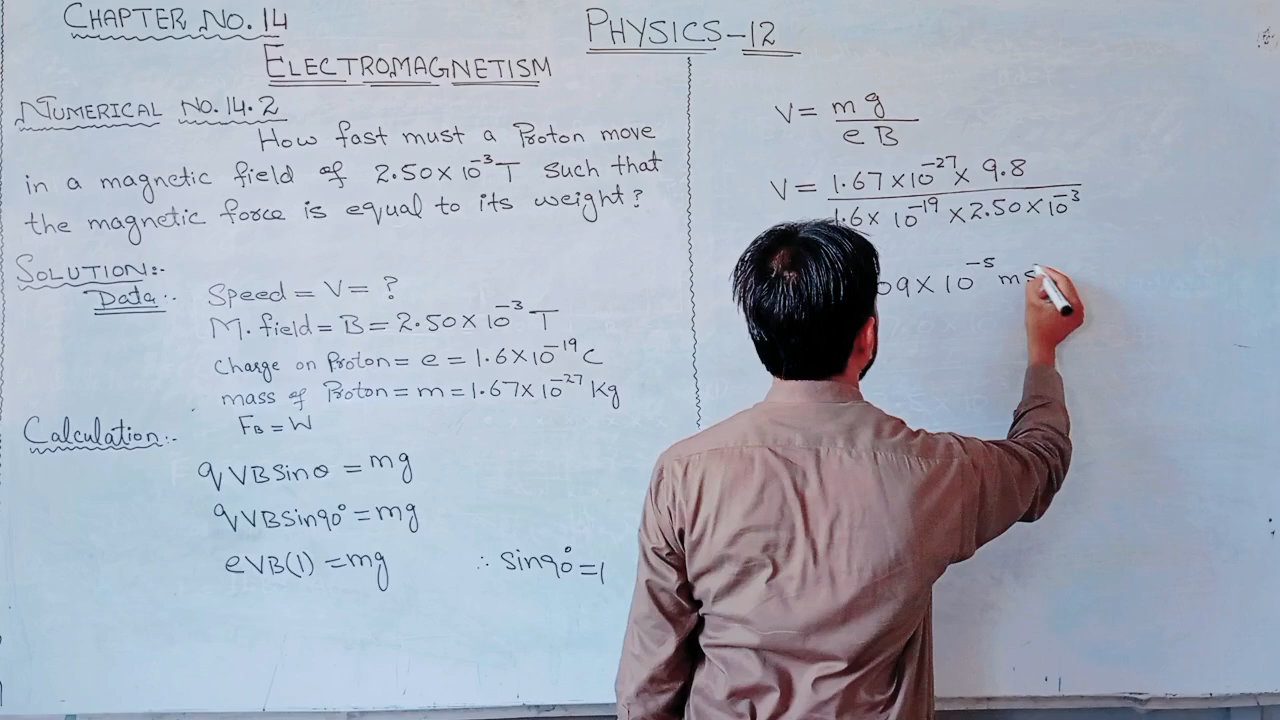 CHAPTER NO. 14
PHYSICS-12
ELECTROMAGNETISM
NUMERICAL NO. 14.2
How fast must a Proton move
in a magnetic field of 2.50×10⁻³T such that
the magnetic force is equal to its weight?
SOLUTION:-
Data:-
Speed = V = ?
M. field = B = 2.50×10⁻³ T
Charge on Proton = e = 1.6×10⁻¹⁹C
mass of Proton = m = 1.67×10⁻²⁷ Kg
Calculation:-
F_B = W
qVBSinθ = mg
qVBSin90° = mg
eVB(1) = mg ∴ Sin90° = 1
V = mg / eB
V = 1.67×10⁻²⁷ × 9.8 / 1.6×10⁻¹⁹ × 2.50×10⁻³
09×10⁻⁵ ms